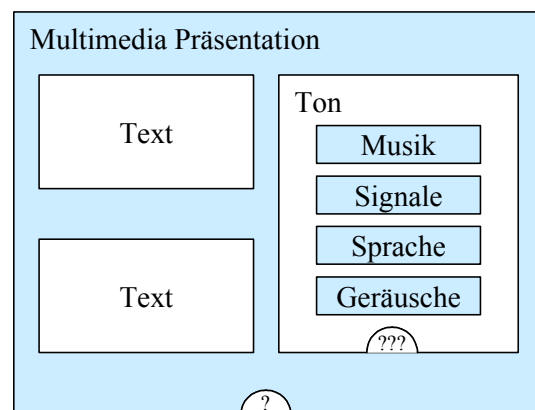 Multimedia Präsentation
Text
Text
Ton
Musik
Signale
Sprache
Geräusche
???
?